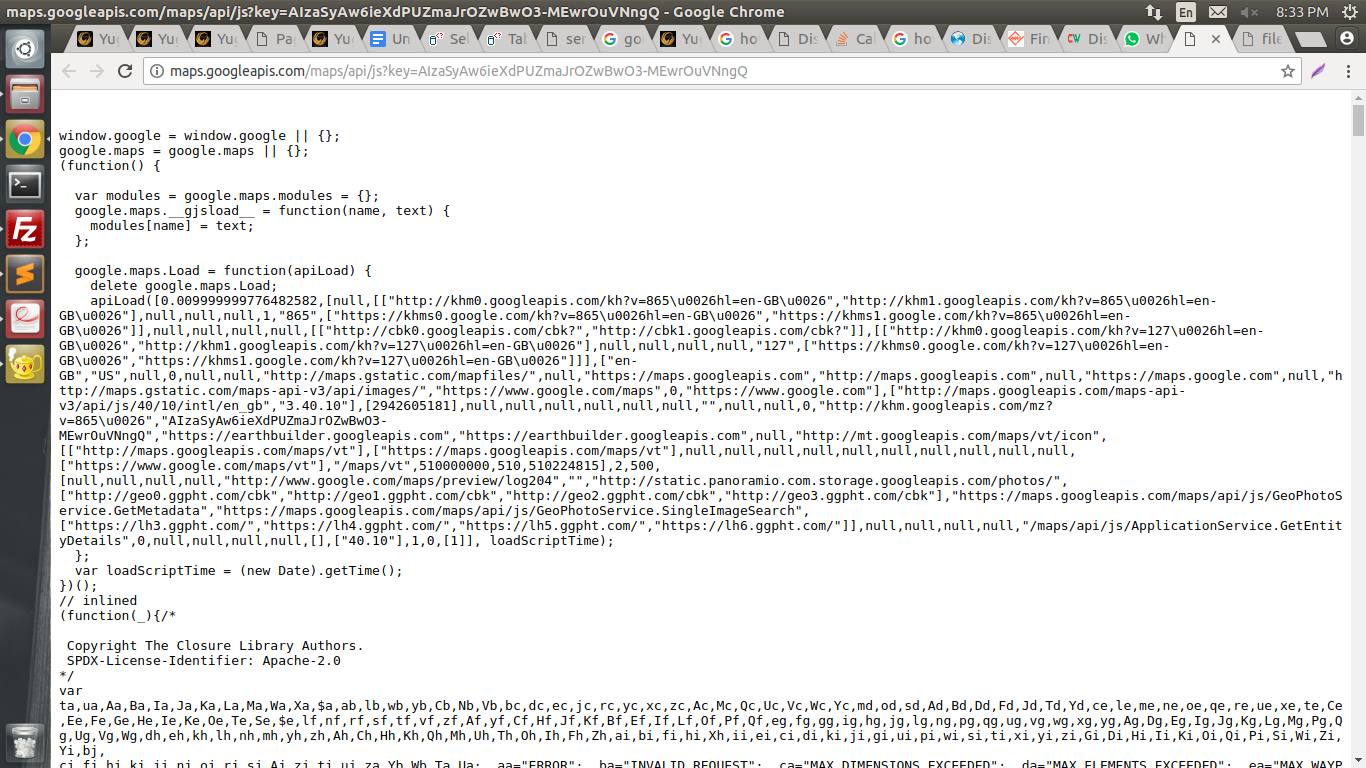 maps.googleapis.com/maps/api/js?key=AIzaSyAw6ieXdPUZmaJrOZwBwO3-MEwrOuVNngQ - Google Chrome
En
8:33 PM
Yug
Yug
Yug
Pa
Yug
Un
Sel
Tab
ser
go
Yug
ho
Dis
Cal
ho
Dis
Fin
Dis
Wh
file
maps.googleapis.com/maps/api/js?key=AIzaSyAw6ieXdPUZmaJrOZwBwO3-MEwrOuVNngQ
window.google = window.google || {};
google.maps = google.maps || {};
(function() {
var modules = google.maps.modules = {};
google.maps.__gjsload__ = function(name, text) {
modules[name] = text;
};
google.maps.Load = function(apiLoad) {
delete google.maps.Load;
apiLoad([0.009999999776482582,[null,[["http://khm0.googleapis.com/kh?v=865\u0026hl=en-GB\u0026","http://khm1.googleapis.com/kh?v=865\u0026hl=en-
GB\u0026"],null,null,null,1,"865",["https://khms0.google.com/kh?v=865\u0026hl=en-GB\u0026","https://khms1.google.com/kh?v=865\u0026hl=en-
GB\u0026"]],null,null,null,null,[["http://cbk0.googleapis.com/cbk?","http://cbk1.googleapis.com/cbk?"]],[["http://khm0.googleapis.com/kh?v=127\u0026hl=en-
GB\u0026","http://khm1.googleapis.com/kh?v=127\u0026hl=en-GB\u0026"],null,null,null,null,"127",["https://khms0.google.com/kh?v=127\u0026hl=en-
GB\u0026","https://khms1.google.com/kh?v=127\u0026hl=en-GB\u0026"]]],["en-
GB","US",null,0,null,null,"http://maps.gstatic.com/mapfiles/",null,"https://maps.googleapis.com","http://maps.googleapis.com",null,"https://maps.google.com",null,"h
ttp://maps.gstatic.com/maps-api-v3/api/images/","https://www.google.com/maps",0,"https://www.google.com"],["http://maps.googleapis.com/maps-api-
v3/api/js/40/10/intl/en_gb","3.40.10"],[2942605181],null,null,null,null,null,null,"",null,null,0,"http://khm.googleapis.com/mz?
v=865\u0026","AIzaSyAw6ieXdPUZmaJrOZwBwO3-
MEwrOuVNngQ","https://earthbuilder.googleapis.com","https://earthbuilder.googleapis.com",null,"http://mt.googleapis.com/maps/vt/icon",
[["http://maps.googleapis.com/maps/vt"],["https://maps.googleapis.com/maps/vt"],null,null,null,null,null,null,null,null,null,null,
["https://www.google.com/maps/vt"],"/maps/vt",510000000,510,510224815],2,500,
[null,null,null,null,"http://www.google.com/maps/preview/log204","","http://static.panoramio.com.storage.googleapis.com/photos/",
["http://geo0.ggpht.com/cbk","http://geo1.ggpht.com/cbk","http://geo2.ggpht.com/cbk","http://geo3.ggpht.com/cbk"],"https://maps.googleapis.com/maps/api/js/GeoPhotoS
ervice.GetMetadata","https://maps.googleapis.com/maps/api/js/GeoPhotoService.SingleImageSearch",
["https://lh3.ggpht.com/","https://lh4.ggpht.com/","https://lh5.ggpht.com/","https://lh6.ggpht.com/"]],null,null,null,null,"/maps/api/js/ApplicationService.GetEntit
yDetails",0,null,null,null,null,[],["40.10"],1,0,[1]], loadScriptTime);
};
var loadScriptTime = (new Date).getTime();
})();
// inlined
(function(_){/*
Copyright The Closure Library Authors.
SPDX-License-Identifier: Apache-2.0
*/
var
ta,ua,Aa,Ba,Ia,Ja,Ka,La,Ma,Wa,Xa,$a,ab,lb,wb,yb,Cb,Nb,Vb,bc,dc,ec,jc,rc,yc,xc,zc,Ac,Mc,Qc,Uc,Vc,Wc,Yc,md,od,sd,Ad,Bd,Dd,Fd,Jd,Td,Yd,ce,le,me,ne,oe,qe,re,ue,xe,te,Ce
,Ee,Fe,Ge,He,Ie,Ke,Oe,Te,Se,$e,lf,nf,rf,sf,tf,vf,zf,Af,yf,Cf,Hf,Jf,Kf,Bf,Ef,If,Lf,Of,Pf,Qf,eg,fg,gg,ig,hg,jg,lg,ng,pg,qg,ug,vg,wg,xg,yg,Ag,Dg,Eg,Ig,Jg,Kg,Lg,Mg,Pg,Q
g,Ug,Vg,Wg,dh,eh,kh,lh,nh,mh,yh,zh,Ah,Ch,Hh,Kh,Qh,Mh,Uh,Th,Oh,Ih,Fh,Zh,ai,bi,fi,hi,Xh,ii,ei,ci,di,ki,ji,gi,ui,pi,wi,si,ti,xi,yi,zi,Gi,Di,Hi,Ii,Ki,Oi,Qi,Pi,Si,Wi,Zi,
Yi,bj,